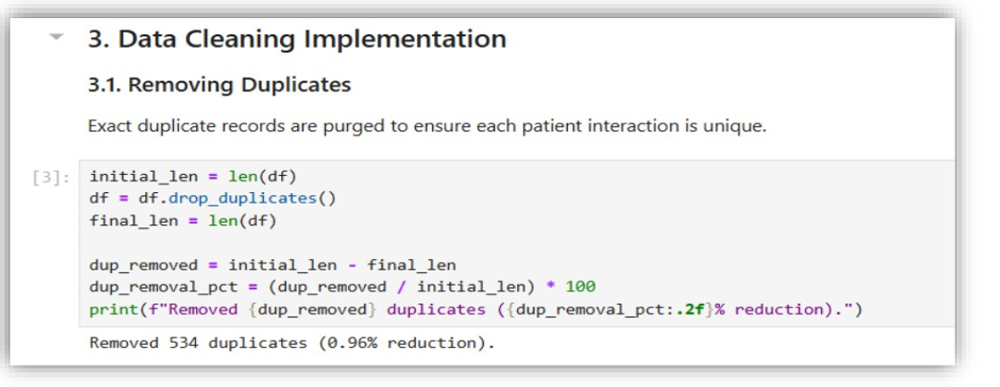 3. Data Cleaning Implementation
3.1. Removing Duplicates
Exact duplicate records are purged to ensure each patient interaction is unique.
[3]: initial_len = len(df)
df = df.drop_duplicates()
final_len = len(df)
dup_removed = initial_len - final_len
dup_removal_pct = (dup_removed / initial_len) * 100
print(f"Removed {dup_removed} duplicates ({dup_removal_pct:.2f}% reduction).")
Removed 534 duplicates (0.96% reduction).